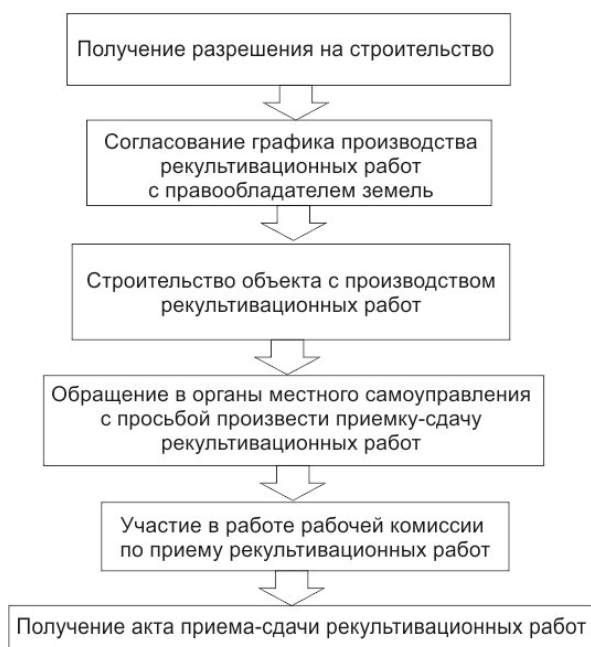 Получение разрешения на строительство
Согласование графика производства
рекультивационных работ
с правообладателем земель
Строительство объекта с производством
рекультивационных работ
Обращение в органы местного самоуправления
с просьбой произвести приемку-сдачу
рекультивационных работ
Участие в работе рабочей комиссии
по приему рекультивационных работ
Получение акта приема-сдачи рекультивационных работ